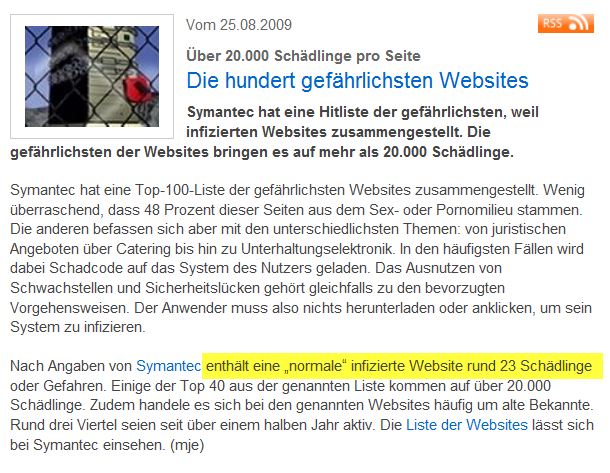 Vom 25.08.2009
RSS
Über 20.000 Schädlinge pro Seite
Die hundert gefährlichsten Websites
Symantec hat eine Hitliste der gefährlichsten, weil
infizierten Websites zusammengestellt. Die
gefährlichsten der Websites bringen es auf mehr als 20.000 Schädlinge.
Symantec hat eine Top-100-Liste der gefährlichsten Websites zusammengestellt. Wenig
überraschend, dass 48 Prozent dieser Seiten aus dem Sex- oder Pornomilieu stammen.
Die anderen befassen sich aber mit den unterschiedlichsten Themen: von juristischen
Angeboten über Catering bis hin zu Unterhaltungselektronik. In den häufigsten Fällen wird
dabei Schadcode auf das System des Nutzers geladen. Das Ausnutzen von
Schwachstellen und Sicherheitslücken gehört gleichfalls zu den bevorzugten
Vorgehensweisen. Der Anwender muss also nichts herunterladen oder anklicken, um sein
System zu infizieren.
Nach Angaben von Symantec enthält eine „normale“ infizierte Website rund 23 Schädlinge
oder Gefahren. Einige der Top 40 aus der genannten Liste kommen auf über 20.000
Schädlinge. Zudem handele es sich bei den genannten Websites häufig um alte Bekannte.
Rund drei Viertel seien seit über einem halben Jahr aktiv. Die Liste der Websites lässt sich
bei Symantec einsehen. (mje)